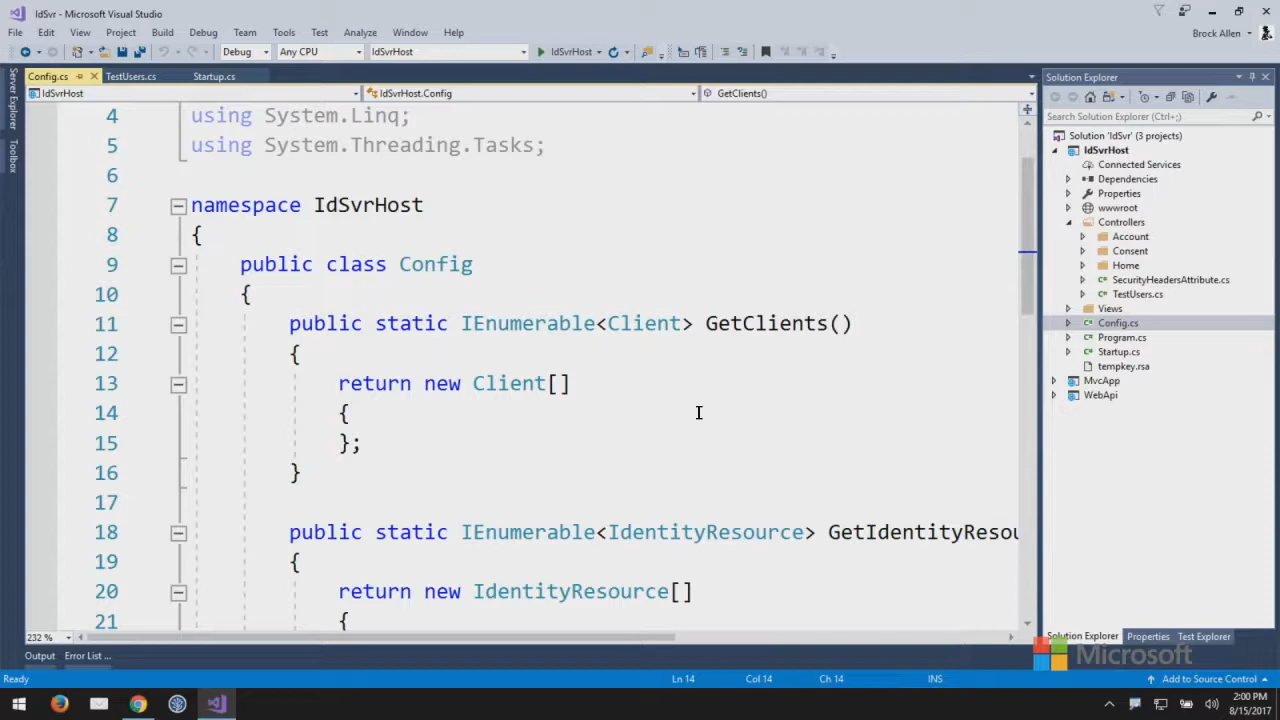 IdSvr - Microsoft Visual Studio
File Edit View Project Build Debug Team Tools Test Analyze Window Help
Brock Allen
Debug Any CPU IdSvrHost IdSvrHost
Server Explorer
Toolbox
Config.cs TestUsers.cs Startup.cs
IdSvrHost IdSvrHost.Config GetClients()
4 using System.Linq;
5 using System.Threading.Tasks;
6
7 namespace IdSvrHost
8 {
9 public class Config
10 {
11 public static IEnumerable<Client> GetClients()
12 {
13 return new Client[]
14 {
15 };
16 }
17
18 public static IEnumerable<IdentityResource> GetIdentityResou
19 {
20 return new IdentityResource[]
21 {
232 %
Solution Explorer
Search Solution Explorer (Ctrl+;)
Solution 'IdSvr' (3 projects)
IdSvrHost
Connected Services
Dependencies
Properties
wwwroot
Controllers
Account
Consent
Home
C# SecurityHeadersAttribute.cs
C# TestUsers.cs
Views
C# Config.cs
C# Program.cs
C# Startup.cs
tempkey.rsa
MvcApp
WebApi
Solution Explorer Properties Test Explorer
Output Error List ...
Microsoft
Ready Ln 14 Col 14 Ch 14 INS Add to Source Control
2:00 PM
8/15/2017